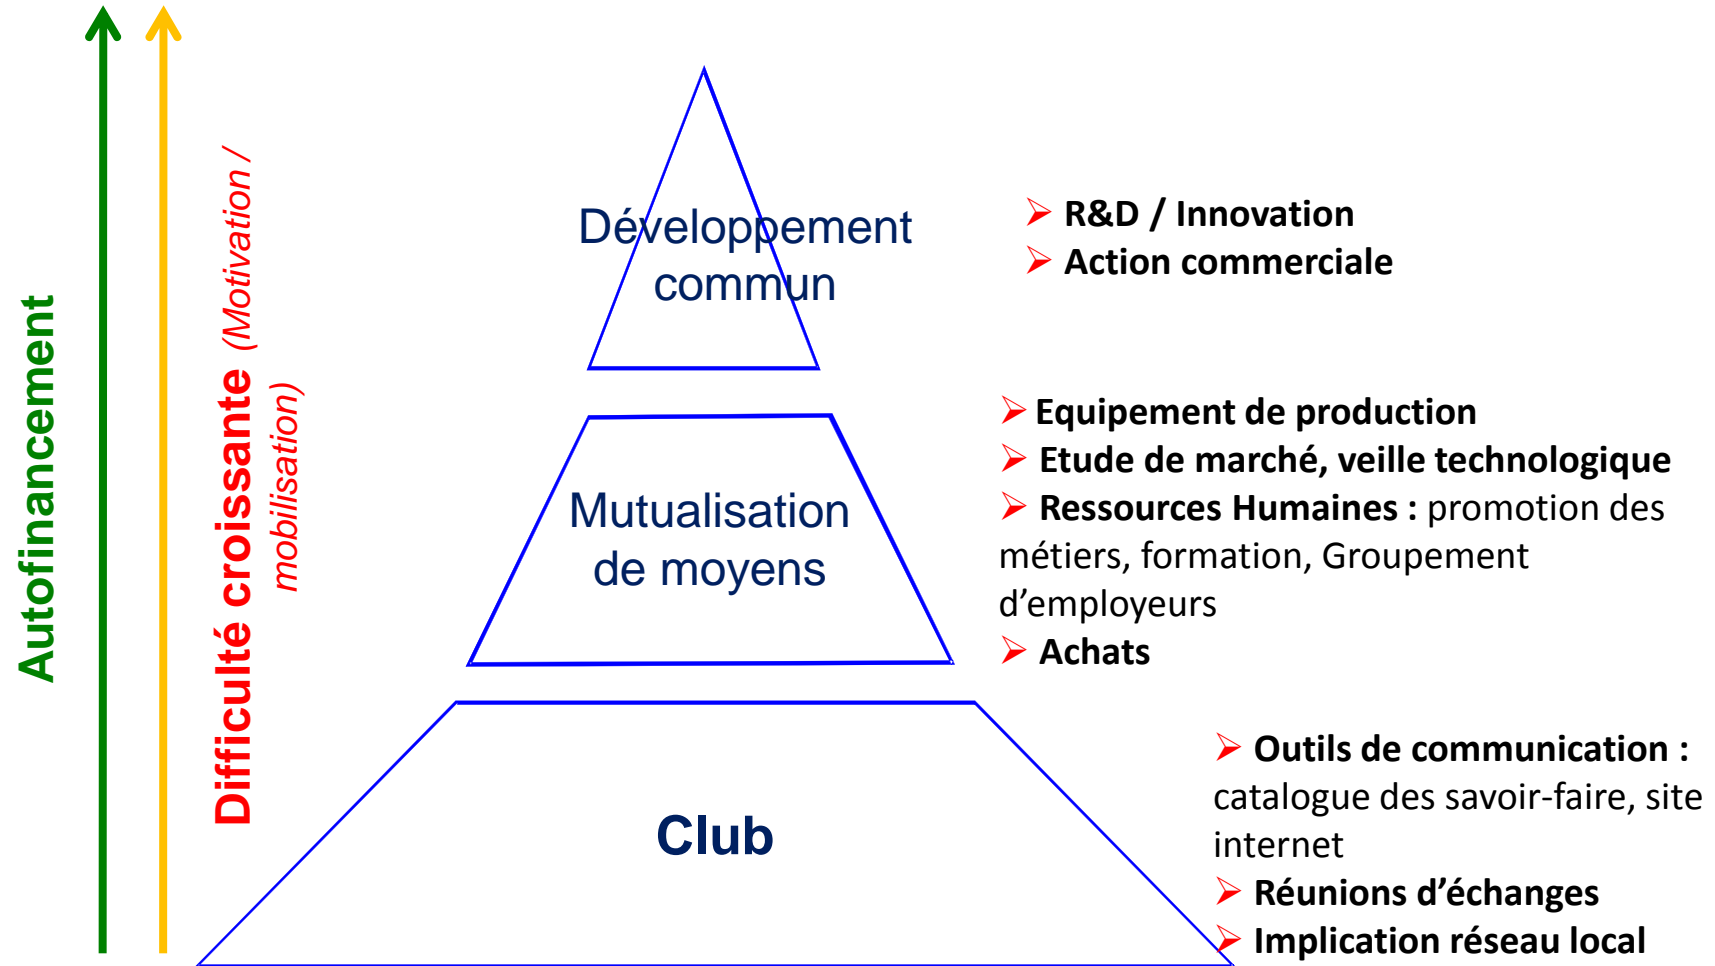 Autofinancement
Difficulté croissante (Motivation /
mobilisation)
Développement
commun
➢ R&D / Innovation
➢ Action commerciale
Mutualisation
de moyens
➢ Equipement de production
➢ Etude de marché, veille technologique
➢ Ressources Humaines : promotion des
métiers, formation, Groupement
d’employeurs
➢ Achats
Club
➢ Outils de communication :
catalogue des savoir-faire, site
internet
➢ Réunions d’échanges
➢ Implication réseau local